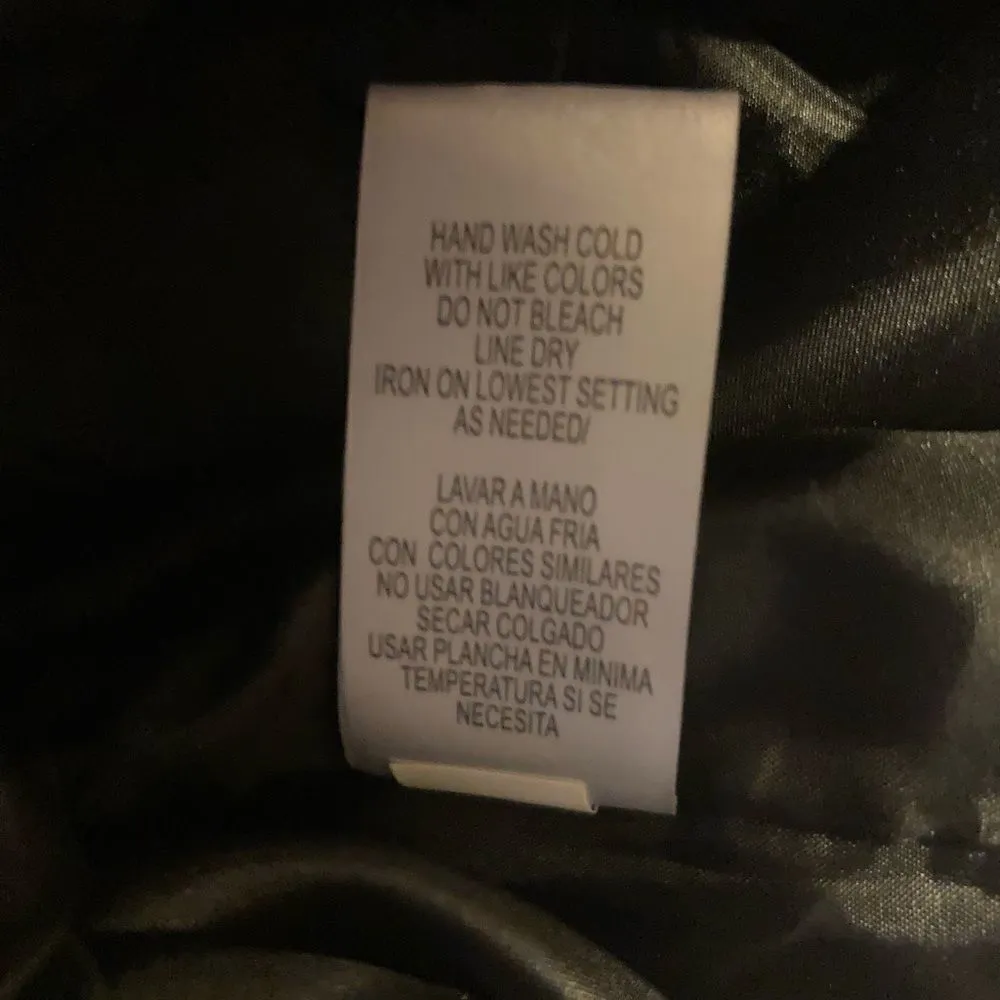 HAND WASH COLD
WITH LIKE COLORS
DO NOT BLEACH
LINE DRY
IRON ON LOWEST SETTING
AS NEEDED/
LAVAR A MANO
CON AGUA FRIA
CON COLORES SIMILARES
NO USAR BLANQUEADOR
SECAR COLGADO
USAR PLANCHA EN MINIMA
TEMPERATURA SI SE
NECESITA